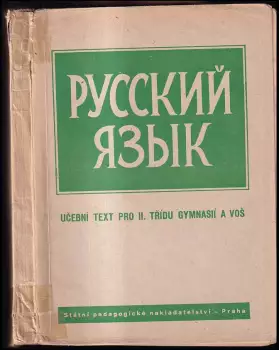 РУССКИЙ
ЯЗЫК
UČEBNÍ TEXT PRO II. TŘÍDU GYMNASIÍ A VOŠ
Státní pedagogické nakladatelství – Praha